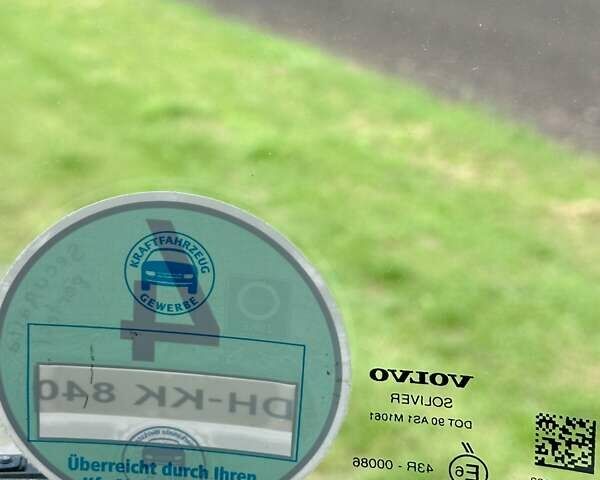 KRAFTFAHRZEUG
GEWERBE
4
DH-KK 840
Überreicht durch Ihren
VOLVO
SOLIVER
DOT 90 AS1 M1061
43R - 00086
E6